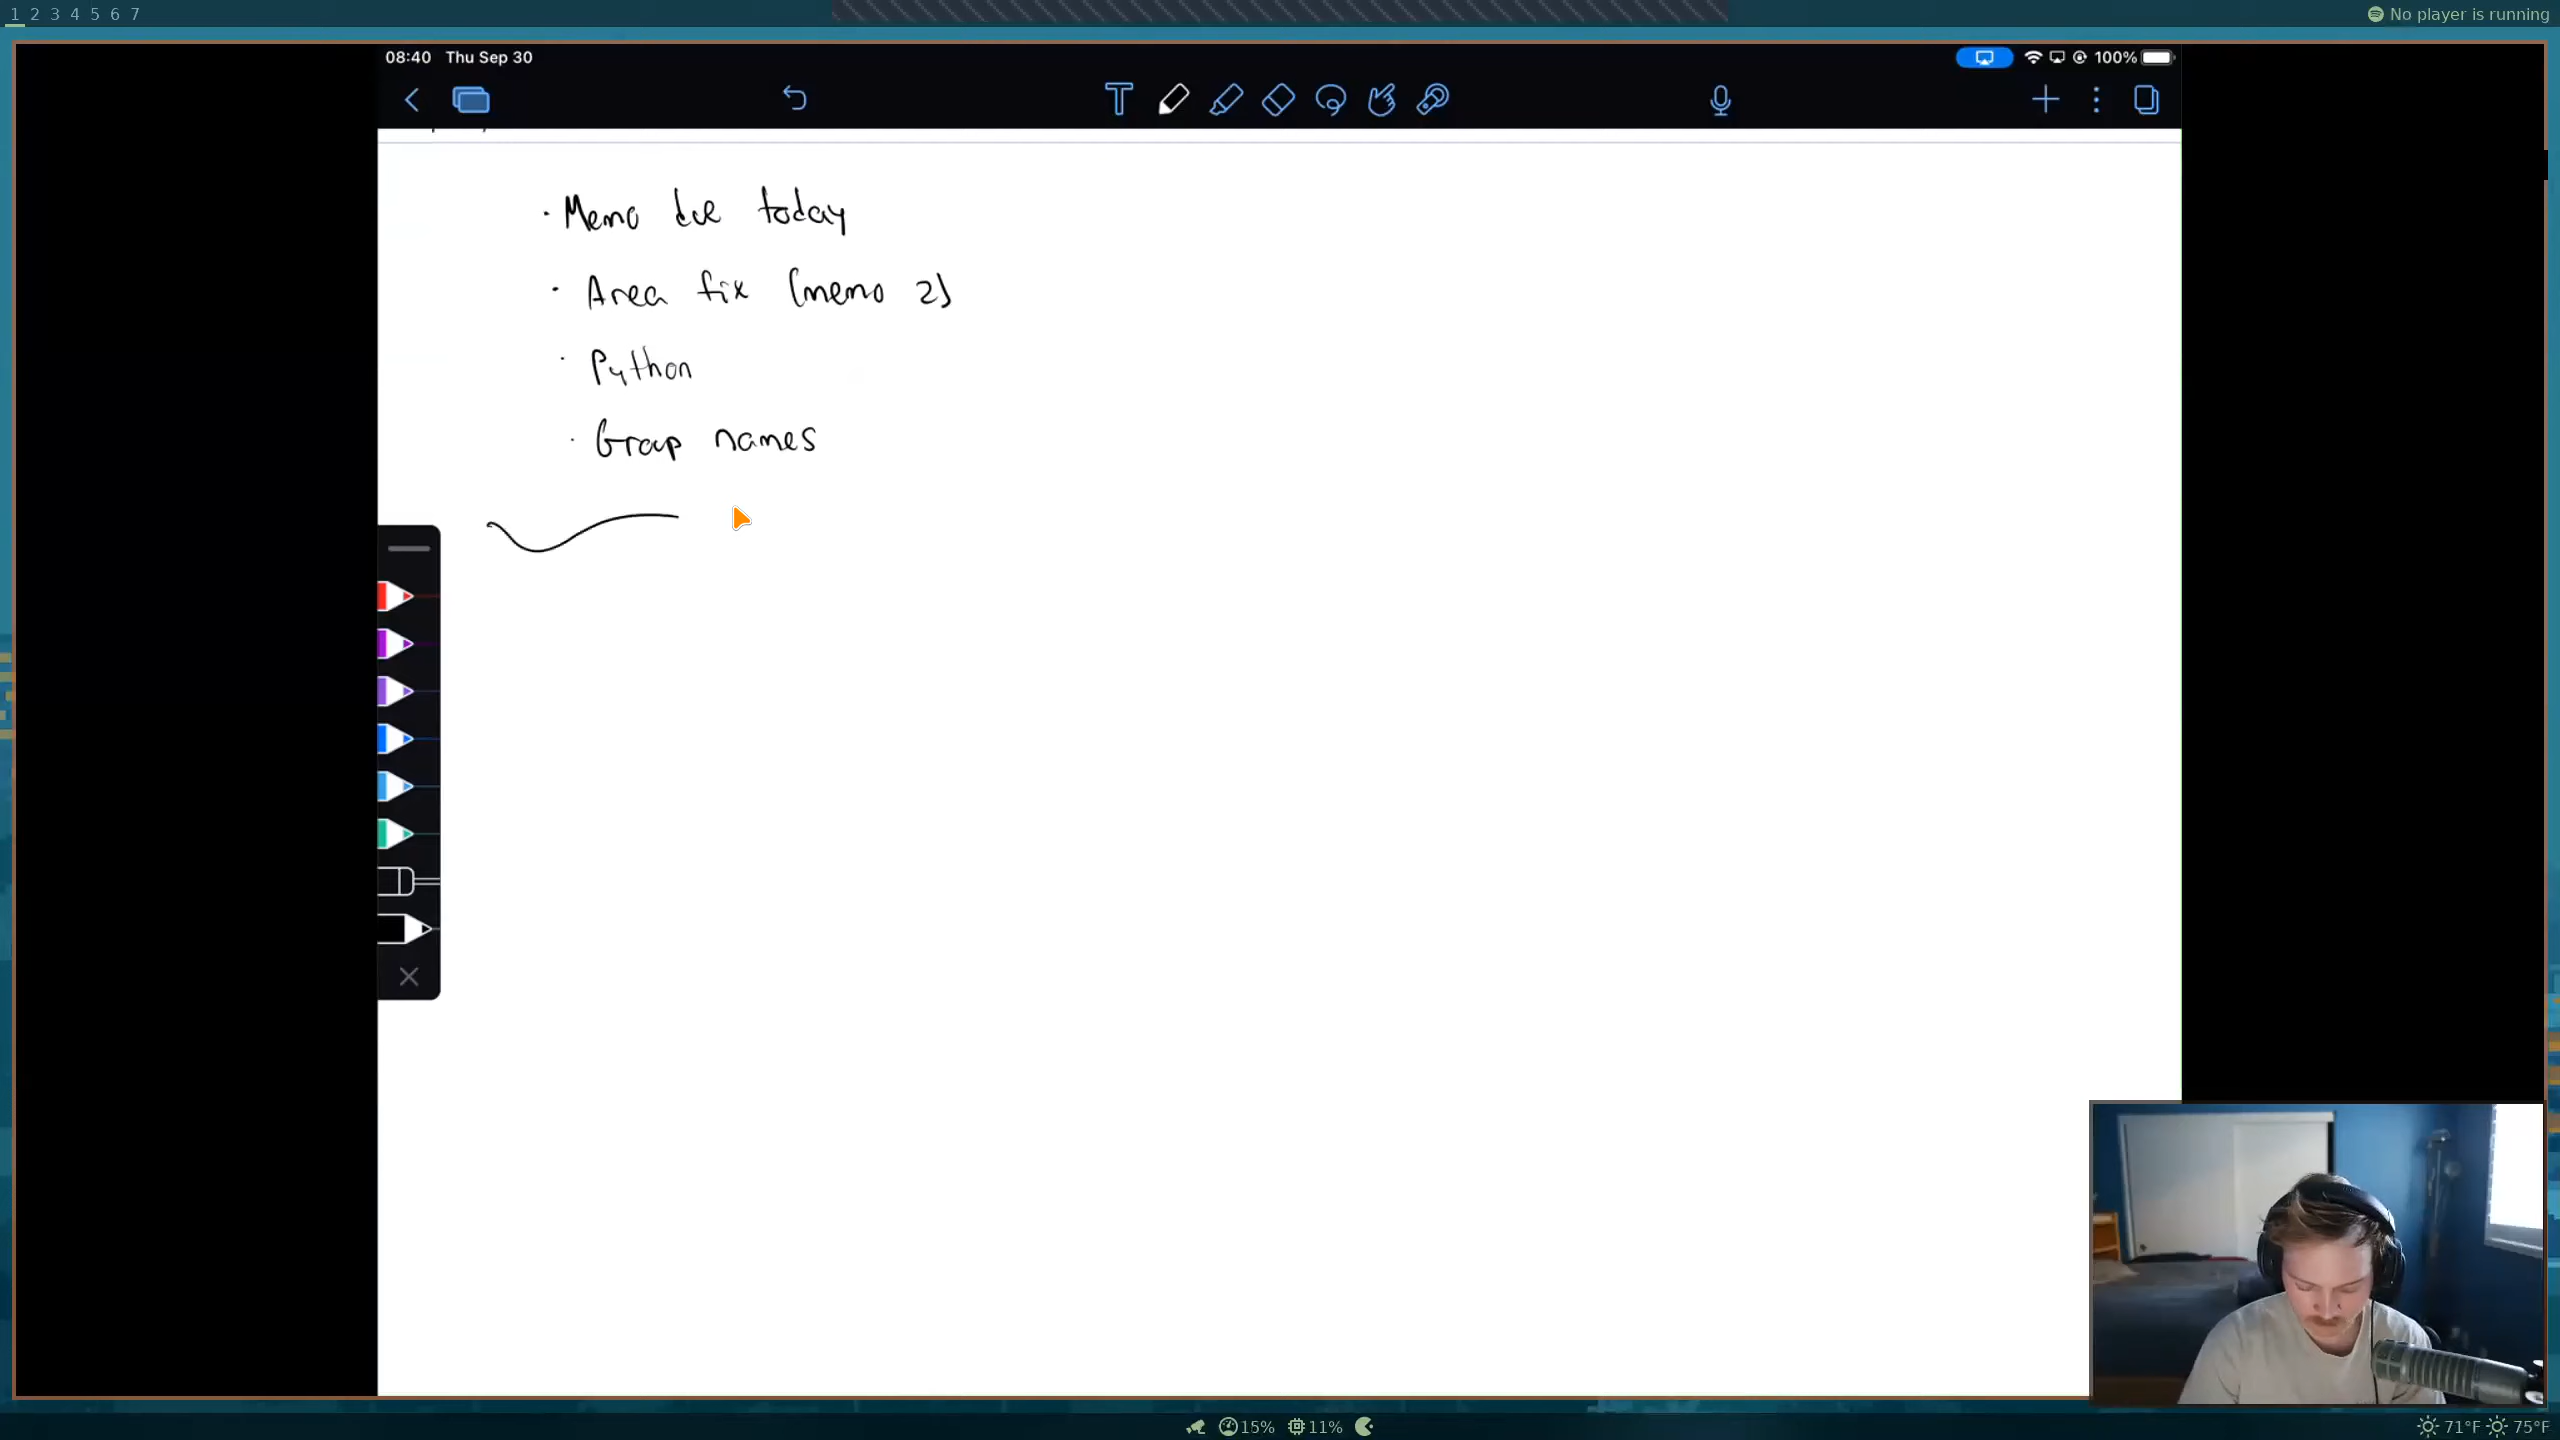 1 2 3 4 5 6 7
No player is running
08:40 Thu Sep 30
100%
· Memo due today
· Area fix (memo 2)
· Python
· Group names
15% 11%
71°F 75°F